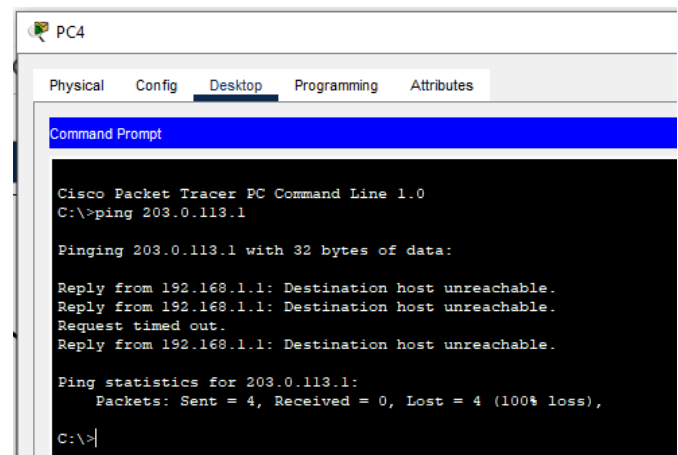 PC4
Physical Config Desktop Programming Attributes
Command Prompt
Cisco Packet Tracer PC Command Line 1.0
C:\>ping 203.0.113.1
Pinging 203.0.113.1 with 32 bytes of data:
Reply from 192.168.1.1: Destination host unreachable.
Reply from 192.168.1.1: Destination host unreachable.
Request timed out.
Reply from 192.168.1.1: Destination host unreachable.
Ping statistics for 203.0.113.1:
Packets: Sent = 4, Received = 0, Lost = 4 (100% loss),
C:\>